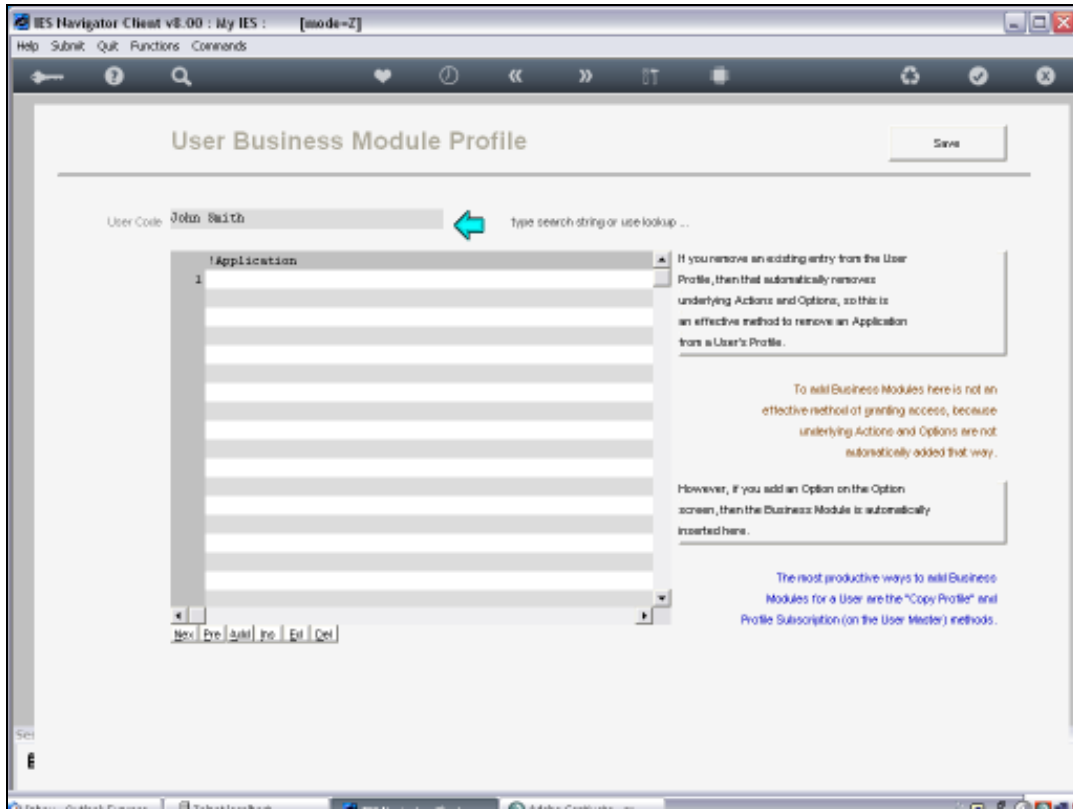 IES Navigator Client v8.00 : My IES : [mode=Z]
Help Submit Quit Functions Commands
User Business Module Profile
Save
User Code John Smith type search string or use lookup ...
!Application
1
If you remove an existing entry from the User
Profile, then that automatically removes
underlying Actions and Options, so this is
an effective method to remove an Application
from a User's Profile.
To add Business Modules here is not an
effective method of granting access, because
underlying Actions and Options are not
automatically added that way.
However, if you add an Option on the Option
screen, then the Business Module is automatically
inserted here.
The most productive ways to add Business
Modules for a User are the "Copy Profile" and
Profile Subscription (on the User Master) methods.
Nex Pre Add Ins Ed Del